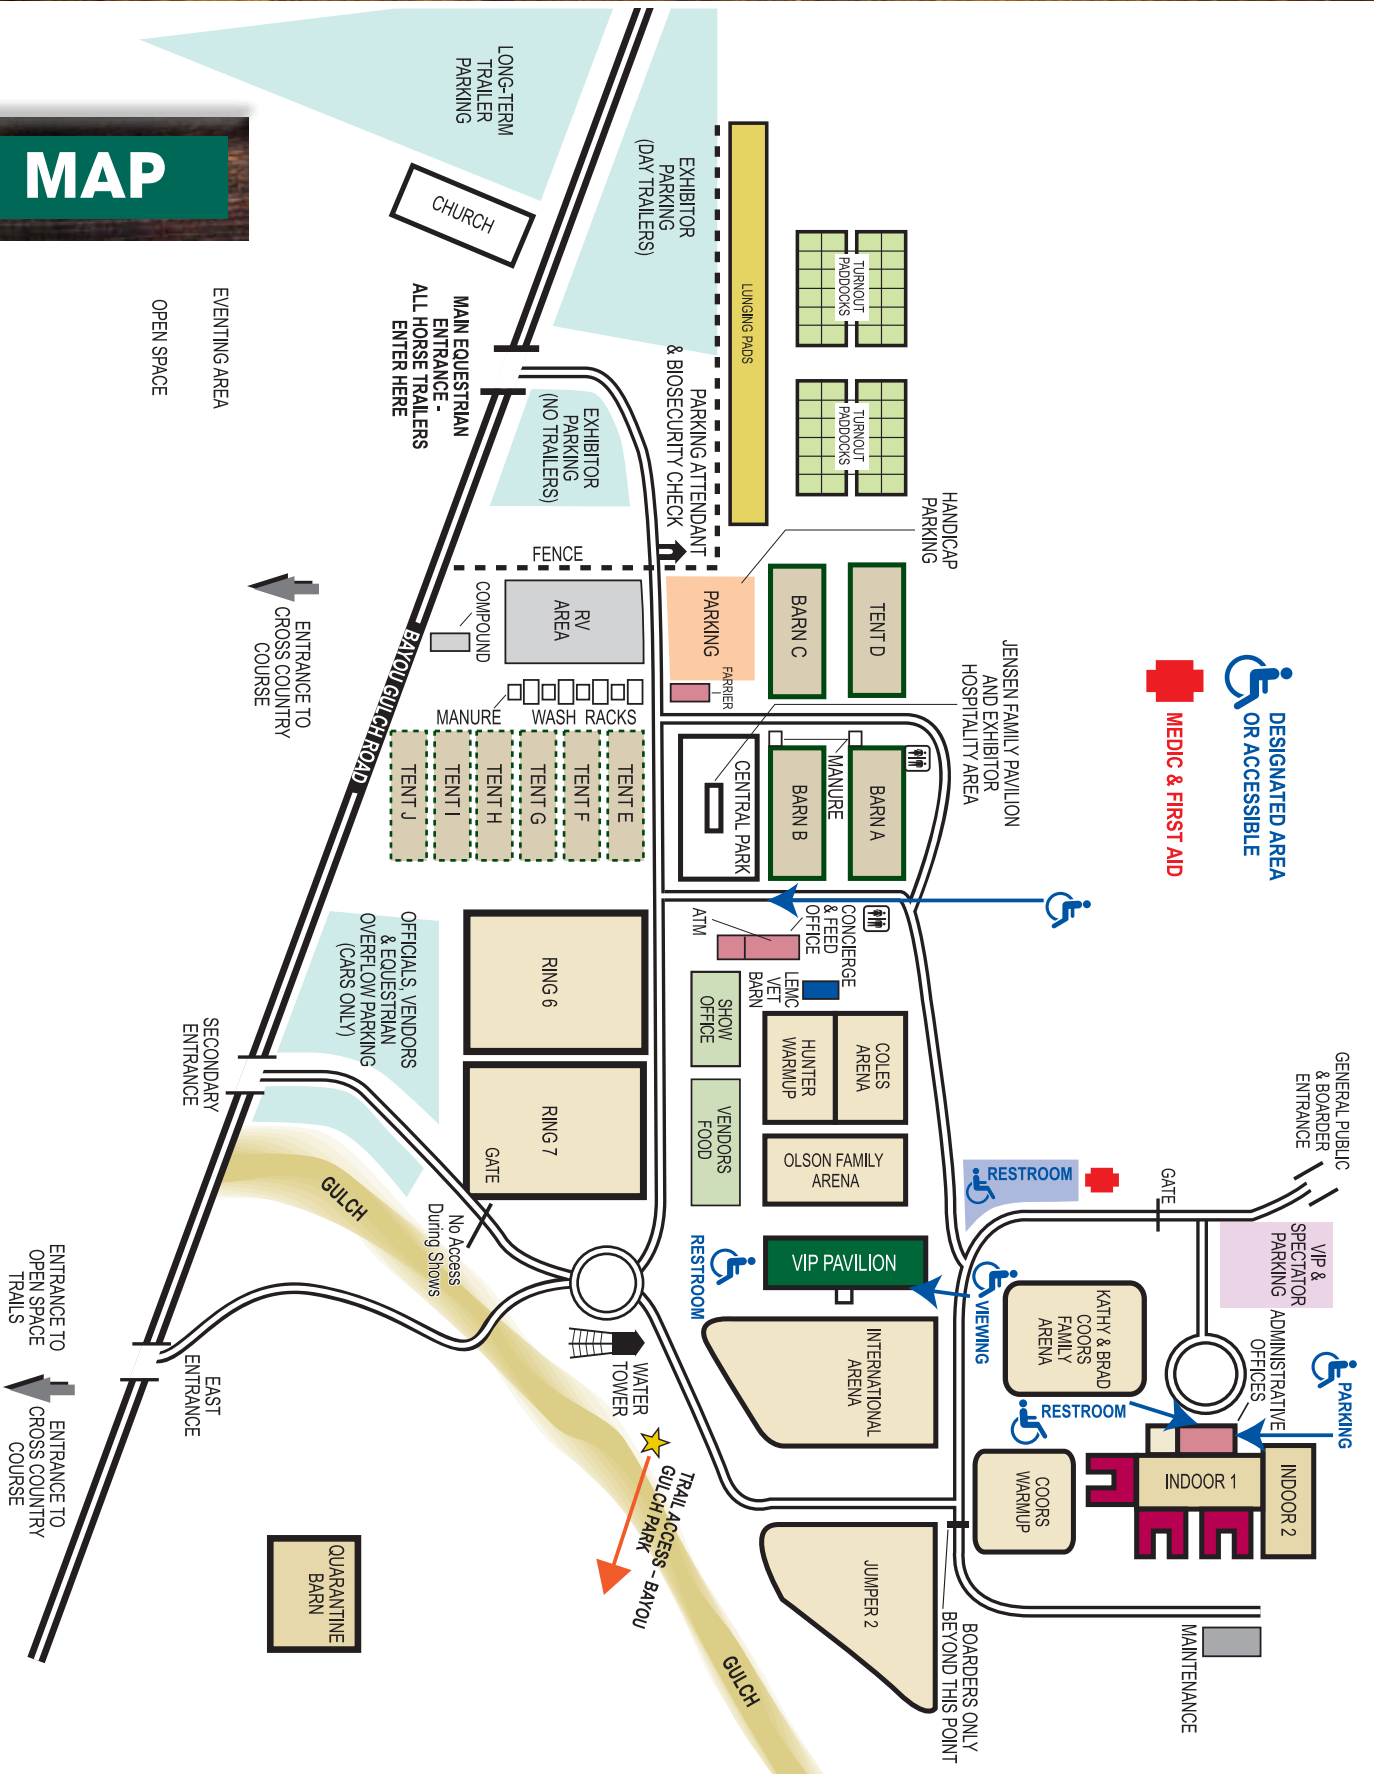 MAP
LONG-TERM
TRAILER
PARKING
CHURCH
EXHIBITOR
PARKING
(DAY TRAILERS)
LUNGING PADS
TURNOUT
PADDOCKS
TURNOUT
PADDOCKS
EVENTING AREA
OPEN SPACE
MAIN EQUESTRIAN
ENTRANCE -
ALL HORSE TRAILERS
ENTER HERE
EXHIBITOR
PARKING
(NO TRAILERS)
PARKING ATTENDANT
& BIOSECURITY CHECK
HANDICAP
PARKING
FENCE
ENTRANCE TO
CROSS COUNTRY
COURSE
COMPOUND
RV
AREA
PARKING
FARRIER
BARN C
TENT D
JENSEN FAMILY PAVILION
AND EXHIBITOR
HOSPITALITY AREA
DESIGNATED AREA
OR ACCESSIBLE
MEDIC & FIRST AID
BAYOU GULCH ROAD
MANURE
WASH RACKS
TENT J
TENT I
TENT H
TENT G
TENT F
TENT E
CENTRAL PARK
BARN B
MANURE
BARN A
OFFICIALS, VENDORS
& EQUESTRIAN
OVERFLOW PARKING
(CARS ONLY)
RING 6
ATM
CONCIERGE
& FEED
OFFICE
LEMC
VET
BARN
SHOW
OFFICE
HUNTER
WARMUP
COLES
ARENA
SECONDARY
ENTRANCE
RING 7
GATE
VENDORS
FOOD
OLSON FAMILY
ARENA
RESTROOM
GATE
GENERAL PUBLIC
& BOARDER
ENTRANCE
GULCH
No Access
During Shows
RESTROOM
VIP PAVILION
VIEWING
KATHY & BRAD
COORS
FAMILY
ARENA
VIP &
SPECTATOR
PARKING
ADMINISTRATIVE
OFFICES
PARKING
ENTRANCE TO
OPEN SPACE
TRAILS
EAST
ENTRANCE
WATER
TOWER
INTERNATIONAL
ARENA
RESTROOM
ENTRANCE TO
CROSS COUNTRY
COURSE
TRAIL ACCESS – BAYOU
GULCH PARK
COORS
WARMUP
INDOOR 1
INDOOR 2
QUARANTINE
BARN
JUMPER 2
BOARDERS ONLY
BEYOND THIS POINT
MAINTENANCE
GULCH